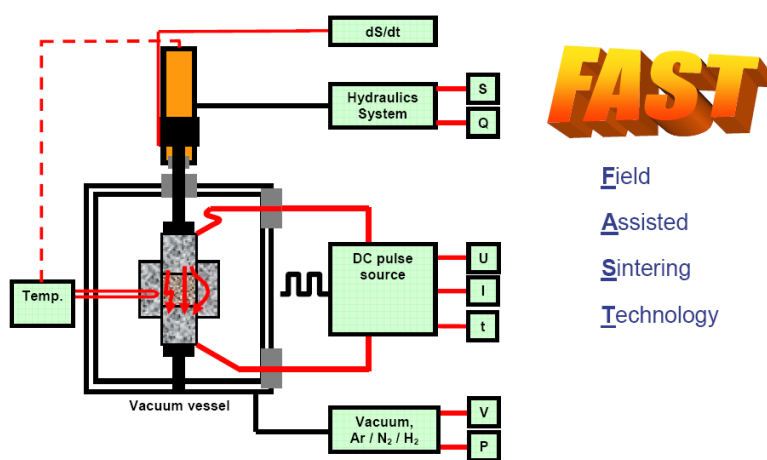 dS/dt
Hydraulics
System
S
Q
FAST
Field
Assisted
Sintering
Technology
DC pulse
source
U
I
t
Temp.
Vacuum vessel
Vacuum,
Ar / N₂ / H₂
V
P